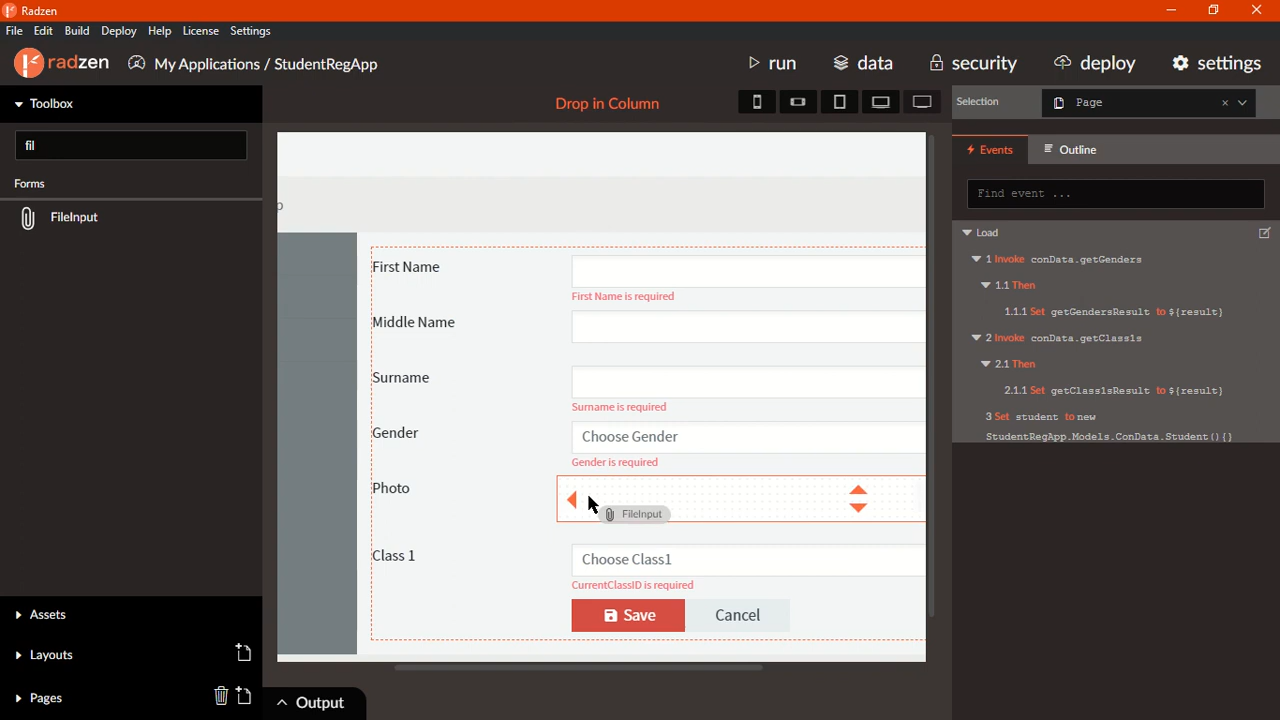 Radzen
File Edit Build Deploy Help License Settings
radzen My Applications / StudentRegApp run data security deploy settings
Toolbox
fil
Forms
FileInput
Assets
Layouts
Pages
Drop in Column
p
First Name
First Name is required
Middle Name
Surname
Surname is required
Gender
Choose Gender
Gender is required
Photo
FileInput
Class 1
Choose Class1
CurrentClassID is required
Save Cancel
Output
Selection Page
Events Outline
Find event ...
Load
1 Invoke conData.getGenders
1.1 Then
1.1.1 Set getGendersResult to ${result}
2 Invoke conData.getClass1s
2.1 Then
2.1.1 Set getClass1sResult to ${result}
3 Set student to new
StudentRegApp.Models.ConData.Student(){}